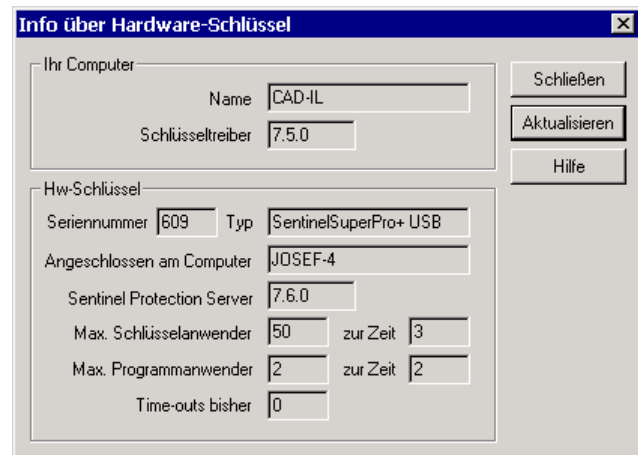 Info über Hardware-Schlüssel
Ihr Computer
Name CAD-IL
Schlüsseltreiber 7.5.0
Schließen
Aktualisieren
Hilfe
Hw-Schlüssel
Seriennummer 609 Typ SentinelSuperPro+ USB
Angeschlossen am Computer JOSEF-4
Sentinel Protection Server 7.6.0
Max. Schlüsselanwender 50 zur Zeit 3
Max. Programmanwender 2 zur Zeit 2
Time-outs bisher 0